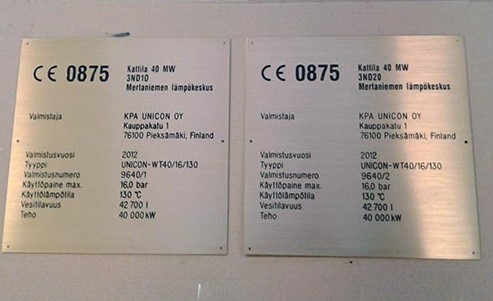 CE 0875
Kattila 40 MW
3ND10
Mertaniemen lämpökeskus
Valmistaja KPA UNICON OY
Kauppakatu 1
76100 Pieksämäki, Finland
Valmistusvuosi 2012
Tyyppi UNICON-WT40/16/130
Valmistusnumero 9640/1
Käyttöpaine max. 16,0 bar
Käyttölämpötila 130 °C
Vesitilavuus 42 700 l
Teho 40 000 kW
CE 0875
Kattila 40 MW
3ND20
Mertaniemen lämpökeskus
Valmistaja KPA UNICON OY
Kauppakatu 1
76100 Pieksämäki, Finland
Valmistusvuosi 2012
Tyyppi UNICON-WT40/16/130
Valmistusnumero 9640/2
Käyttöpaine max. 16,0 bar
Käyttölämpötila 130 °C
Vesitilavuus 42 700 l
Teho 40 000 kW